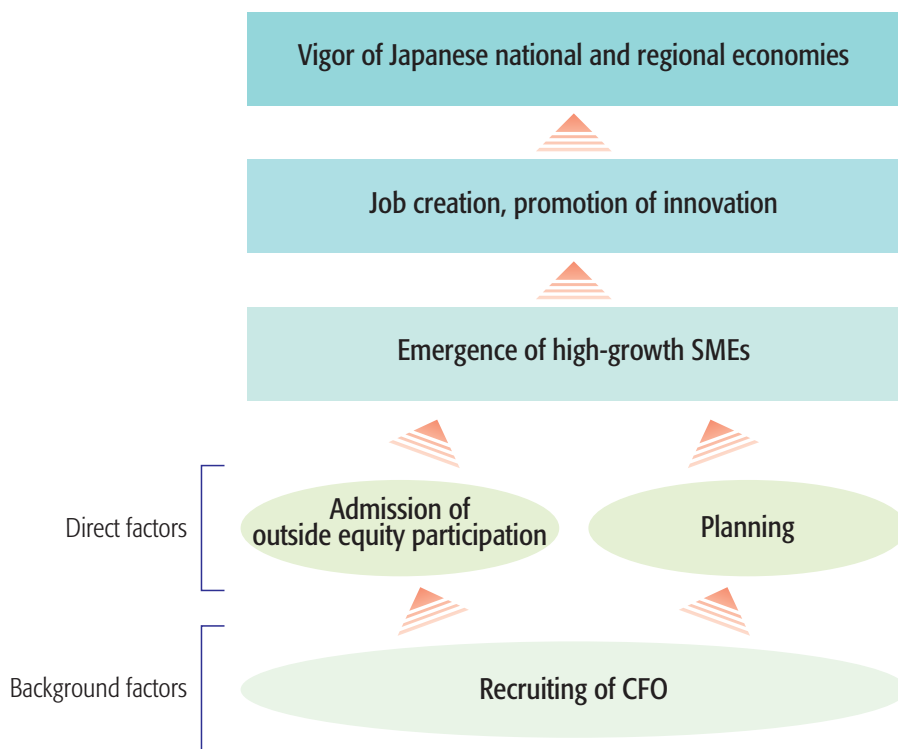 Vigor of Japanese national and regional economies
Job creation, promotion of innovation
Emergence of high-growth SMEs
Direct factors
Admission of
outside equity participation
Planning
Background factors
Recruiting of CFO